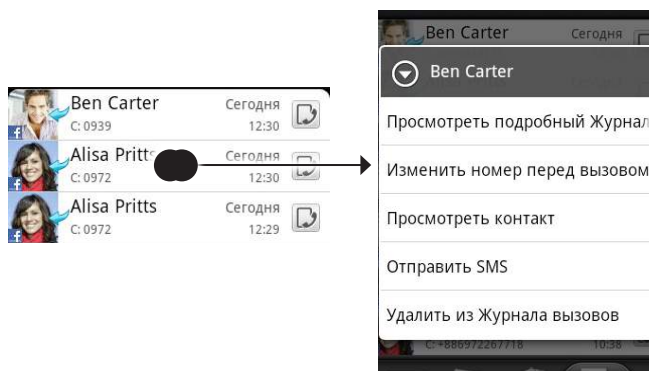 Ben Carter Сегодня
C: 0939 12:30
Alisa Pritts Сегодня
C: 0972 12:30
Alisa Pritts Сегодня
C: 0972 12:29
Ben Carter Сегодня
Ben Carter
Просмотреть подробный Журнал
Изменить номер перед вызовом
Просмотреть контакт
Отправить SMS
Удалить из Журнала вызовов
C: +886972267718 10:38